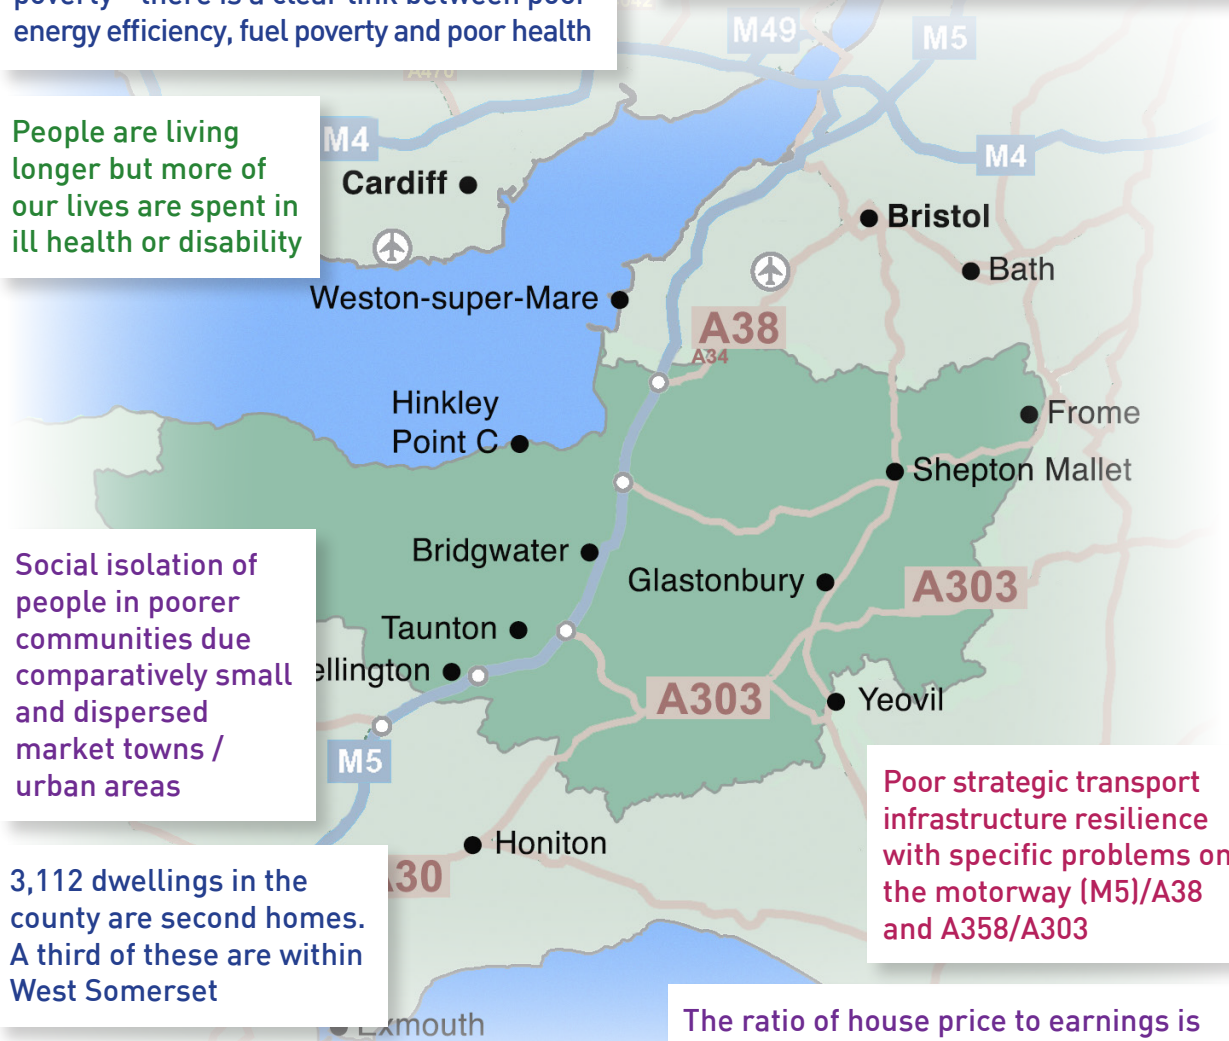 energy efficiency, fuel poverty and poor health
M49
M5
A470
People are living
longer but more of
our lives are spent in
ill health or disability
M4
M4
Cardiff
Bristol
Bath
Weston-super-Mare
A38
A34
Hinkley
Point C
Frome
Shepton Mallet
Social isolation of
people in poorer
communities due
comparatively small
and dispersed
market towns /
urban areas
Bridgwater
Glastonbury
A303
Taunton
ellington
A303
Yeovil
M5
Poor strategic transport
infrastructure resilience
with specific problems on
the motorway (M5)/A38
and A358/A303
Honiton
A30
3,112 dwellings in the
county are second homes.
A third of these are within
West Somerset
Exmouth
The ratio of house price to earnings is